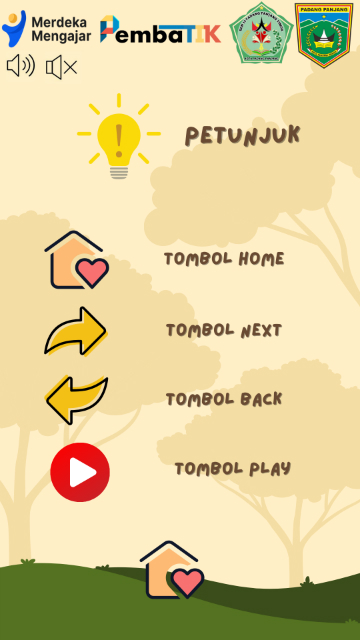 Merdeka
Mengajar
PembaTIK
PADANG PANJANG
PETUNJUK
TOMBOL HOME
TOMBOL NEXT
TOMBOL BACK
TOMBOL PLAY